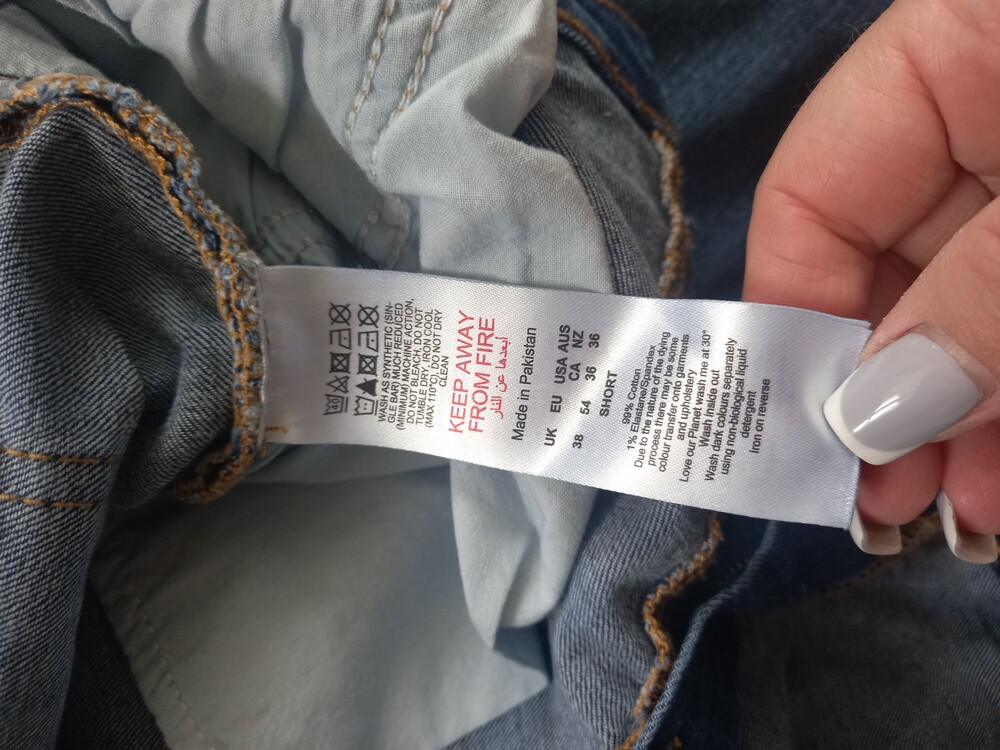 WASH AS SYNTHETIC (SIN-
GLE BAR) MUCH REDUCED
(MINIMUM) MACHINE ACTION,
DO NOT BLEACH, DO NOT
TUMBLE DRY, IRON COOL
(MAX 110°C), DO NOT DRY
CLEAN
KEEP AWAY
FROM FIRE
أبعدها عن النار
Made in Pakistan
UK EU USA AUS
CA NZ
38 54 36 36
SHORT
99% Cotton
1% Elastane/Spandex
Due to the nature of the dying
process there may be some
colour transfer onto garments
and upholstery
Love our Planet wash me at 30°
Wash inside out
Wash dark colours separately
using non-biological liquid
detergent
Iron on reverse